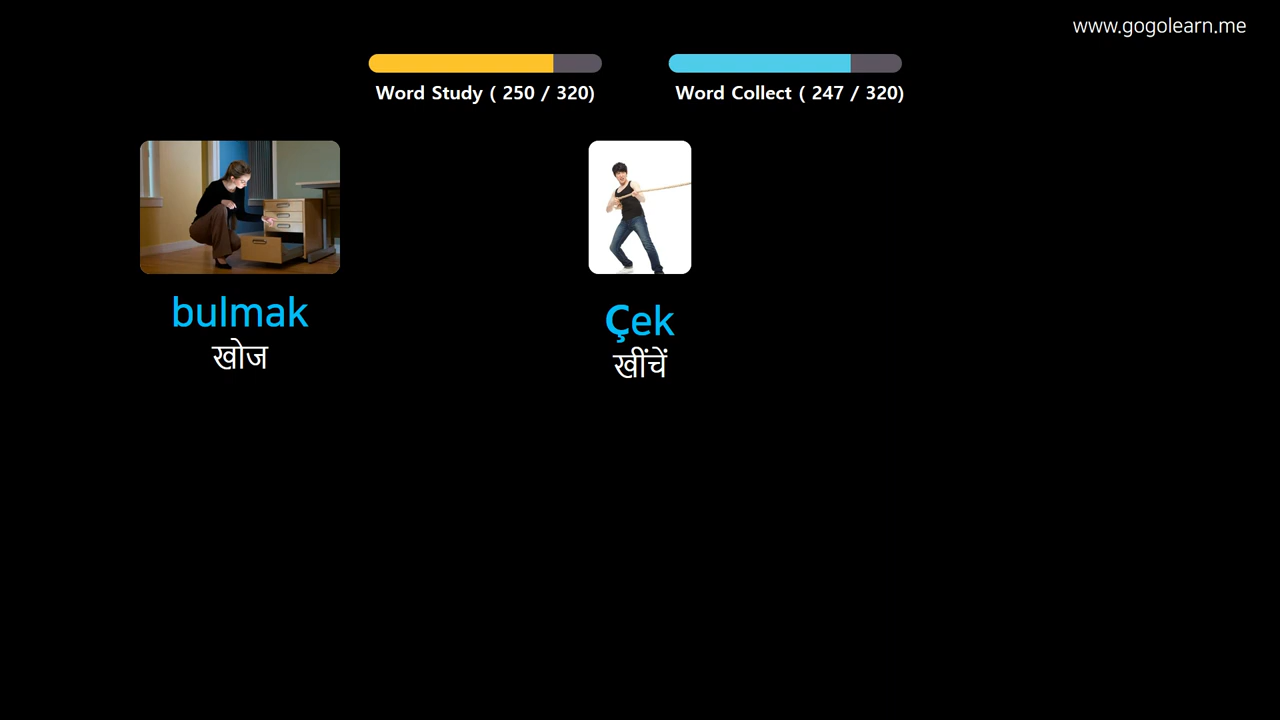 www.gogolearn.me
Word Study ( 250 / 320)
Word Collect ( 247 / 320)
bulmak
खोज
Çek
खींचें